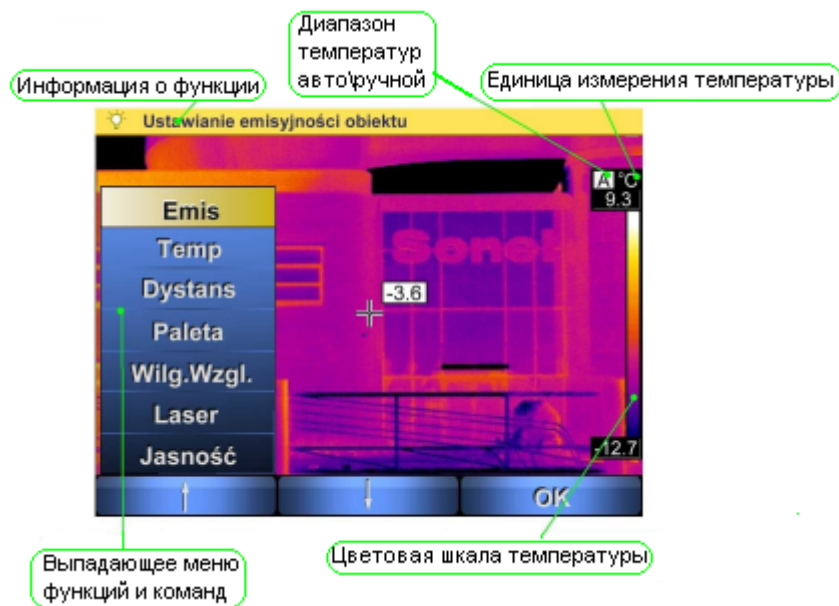 Диапазон
температур
авто\ручной
Информация о функции
Единица измерения температуры
Ustawianie emisyjności obiektu
A °C
9.3
Emis
Temp
Dystans
Paleta
Wilg.Wzgl.
Laser
Jasność
Sonel
-3.6
-12.7
↑ ↓ OK
Выпадающее меню
функций и команд
Цветовая шкала температуры